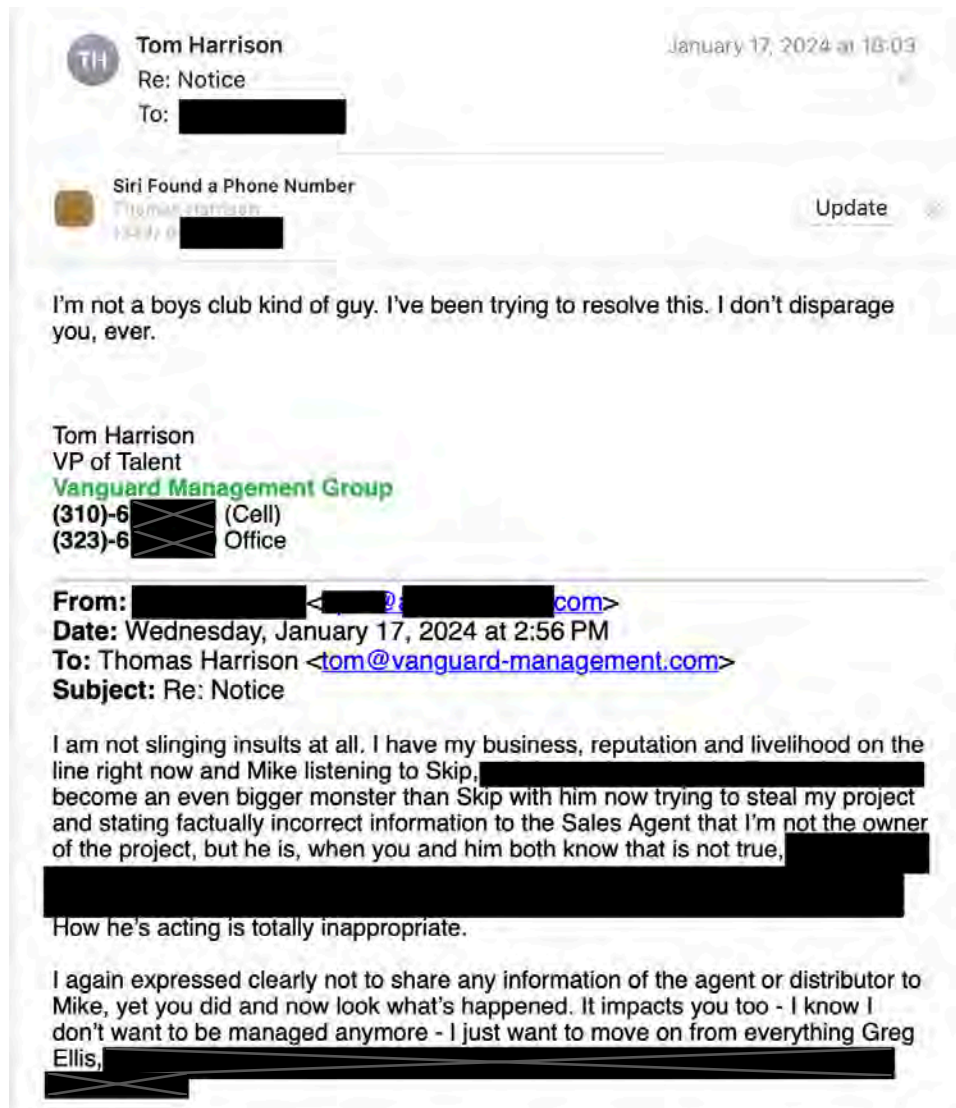 TH
Tom Harrison
January 17, 2024 at 18:03
Re: Notice
To:
Siri Found a Phone Number
Thomas Harrison
Update
I'm not a boys club kind of guy. I've been trying to resolve this. I don't disparage
you, ever.
Tom Harrison
VP of Talent
Vanguard Management Group
(310)-6 (Cell)
(323)-6 Office
From: < @a com>
Date: Wednesday, January 17, 2024 at 2:56 PM
To: Thomas Harrison <tom@vanguard-management.com>
Subject: Re: Notice
I am not slinging insults at all. I have my business, reputation and livelihood on the
line right now and Mike listening to Skip,
become an even bigger monster than Skip with him now trying to steal my project
and stating factually incorrect information to the Sales Agent that I'm not the owner
of the project, but he is, when you and him both know that is not true,
How he's acting is totally inappropriate.
I again expressed clearly not to share any information of the agent or distributor to
Mike, yet you did and now look what's happened. It impacts you too - I know I
don't want to be managed anymore - I just want to move on from everything Greg
Ellis,